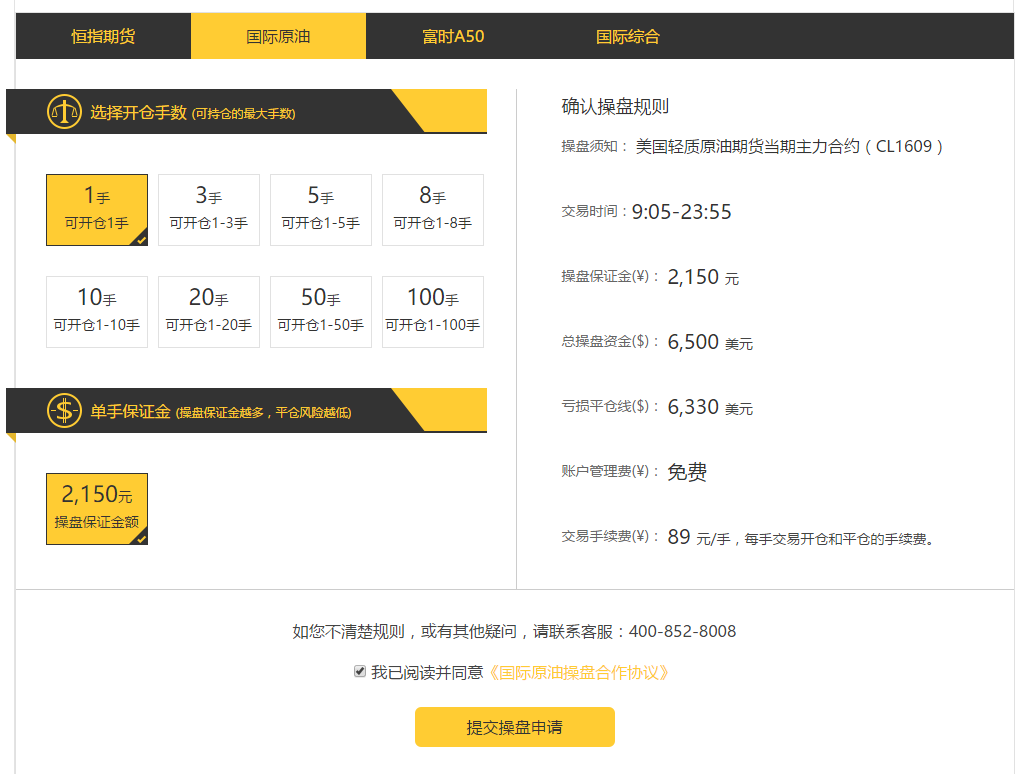 恒指期货 国际原油 富时A50 国际综合
选择开仓手数 (可持仓的最大手数)
1手 3手 5手 8手
可开仓1手 可开仓1-3手 可开仓1-5手 可开仓1-8手
10手 20手 50手 100手
可开仓1-10手 可开仓1-20手 可开仓1-50手 可开仓1-100手
单手保证金 (操盘保证金越多，平仓风险越低)
2,150元
操盘保证金额
确认操盘规则
操盘须知： 美国轻质原油期货当期主力合约（CL1609）
交易时间：9:05-23:55
操盘保证金(¥)： 2,150 元
总操盘资金($)： 6,500 美元
亏损平仓线($)： 6,330 美元
账户管理费(¥)： 免费
交易手续费(¥)： 89 元/手，每手交易开仓和平仓的手续费。
如您不清楚规则，或有其他疑问，请联系客服：400-852-8008
我已阅读并同意《国际原油操盘合作协议》
提交操盘申请